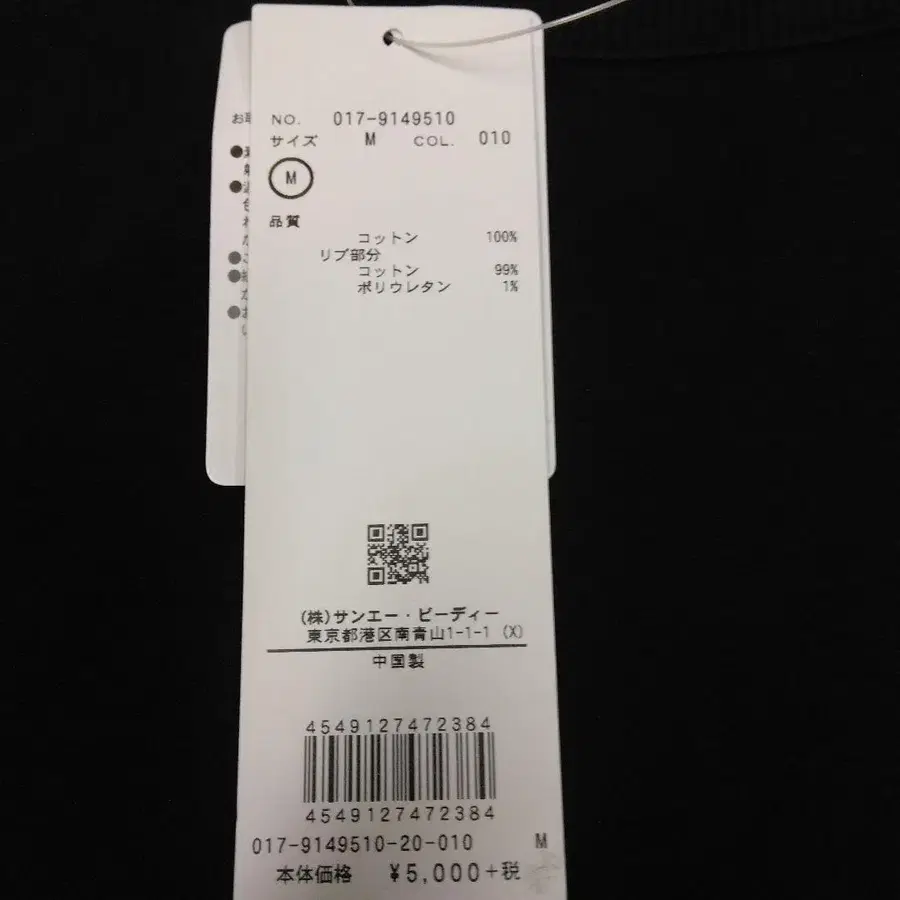 NO. 017-9149510
サイズ M COL. 010
M
品質
コットン 100%
リブ部分
コットン 99%
ポリウレタン 1%
(株)サンエー・ビーディー
東京都港区南青山1-1-1 (X)
中国製
4549127472384
4549127472384
017-9149510-20-010 M
本体価格 ¥5,000+税